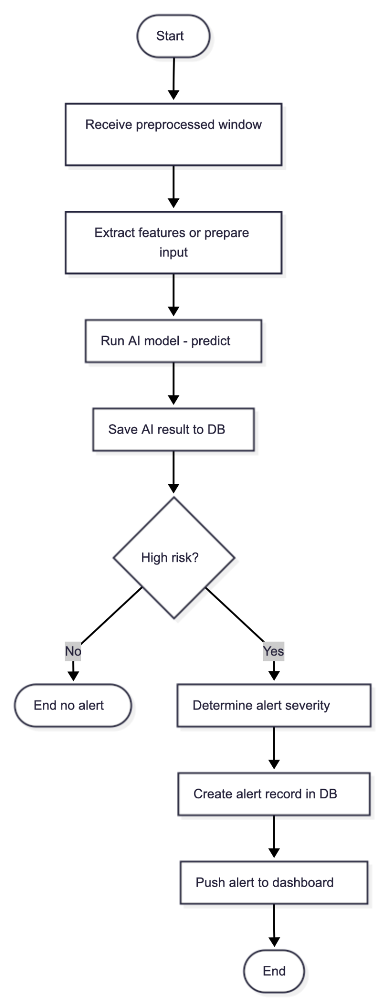 Start
Receive preprocessed window
Extract features or prepare
input
Run AI model - predict
Save AI result to DB
High risk?
No
Yes
End no alert
Determine alert severity
Create alert record in DB
Push alert to dashboard
End